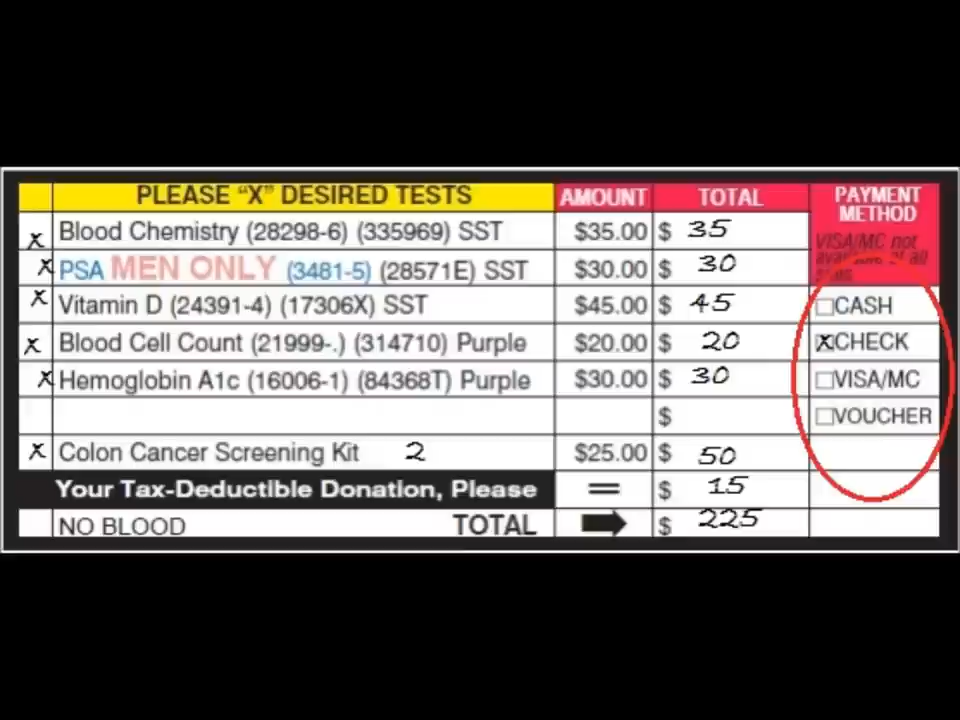 PLEASE “X” DESIRED TESTS AMOUNT TOTAL PAYMENT METHOD
VISA/MC not
x Blood Chemistry (28298-6) (335969) SST $35.00 $ 35
x PSA MEN ONLY (3481-5) (28571E) SST $30.00 $ 30
x Vitamin D (24391-4) (17306X) SST $45.00 $ 45 CASH
x Blood Cell Count (21999-.) (314710) Purple $20.00 $ 20 x CHECK
x Hemoglobin A1c (16006-1) (84368T) Purple $30.00 $ 30 VISA/MC
$ VOUCHER
x Colon Cancer Screening Kit 2 $25.00 $ 50
Your Tax-Deductible Donation, Please = $ 15
NO BLOOD TOTAL $ 225